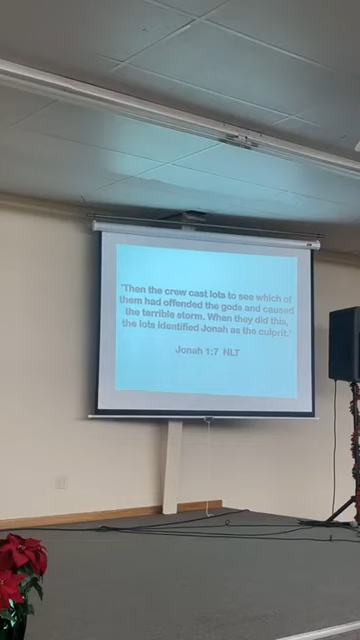 "Then the crew cast lots to see which of
them had offended the gods and caused
the terrible storm. When they did this,
the lots identified Jonah as the culprit."
Jonah 1:7 NLT